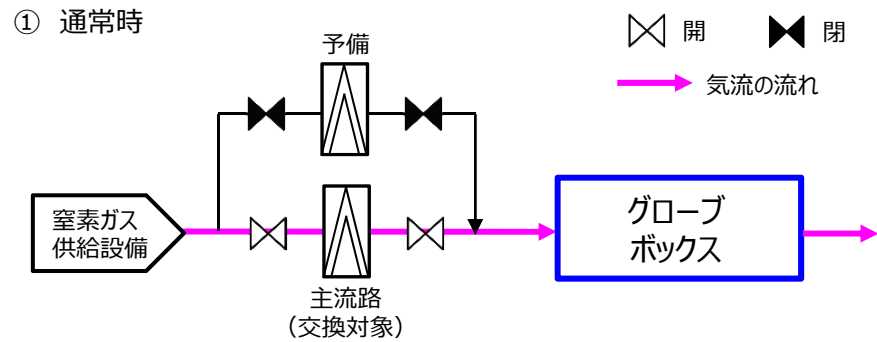 ① 通常時
開
閉
予備
気流の流れ
窒素ガス
供給設備
グローブ
ボックス
主流路
（交換対象）